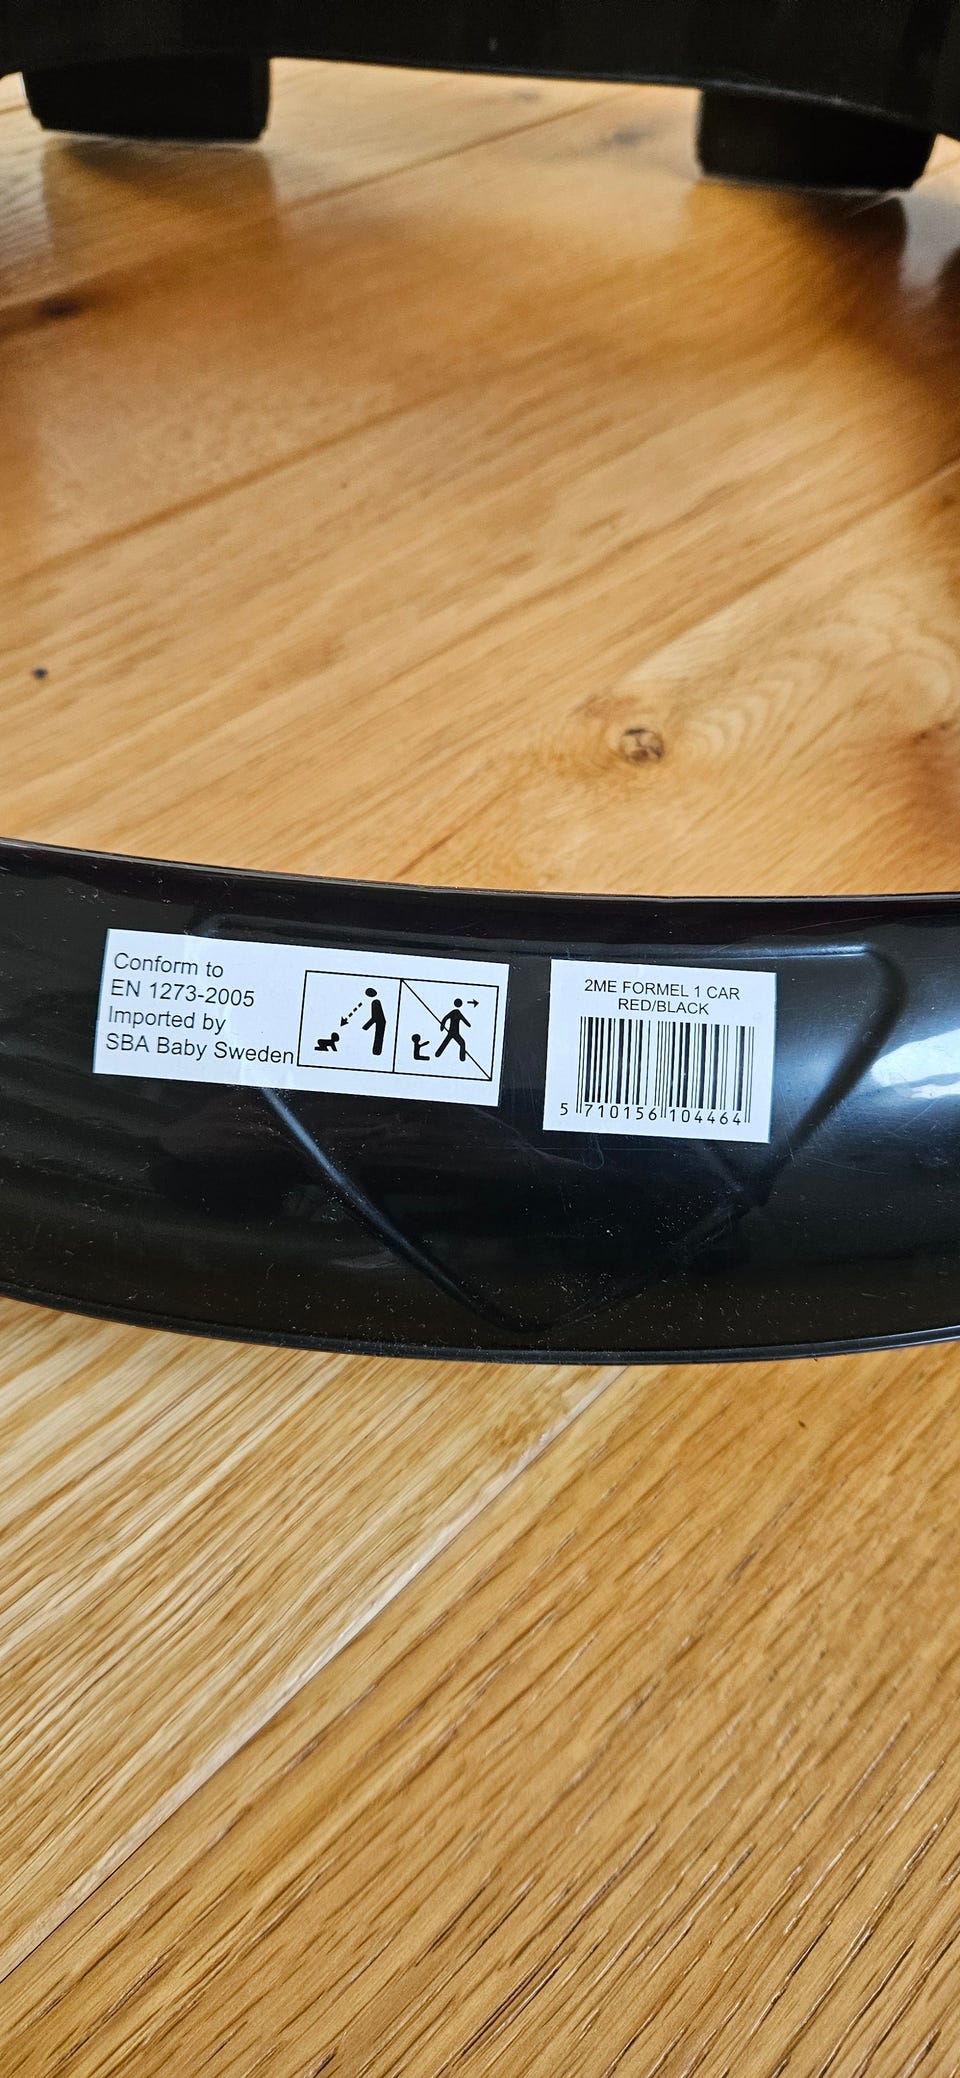 Conform to
EN 1273-2005
Imported by
SBA Baby Sweden
2ME FORMEL 1 CAR
RED/BLACK
5 710156 104464